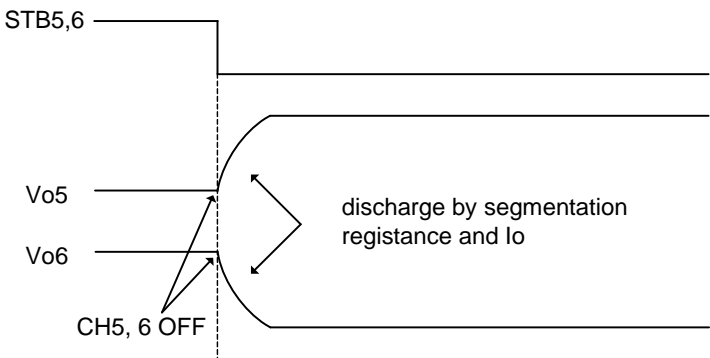 STB5,6
Vo5
Vo6
discharge by segmentation
registance and Io
CH5, 6 OFF